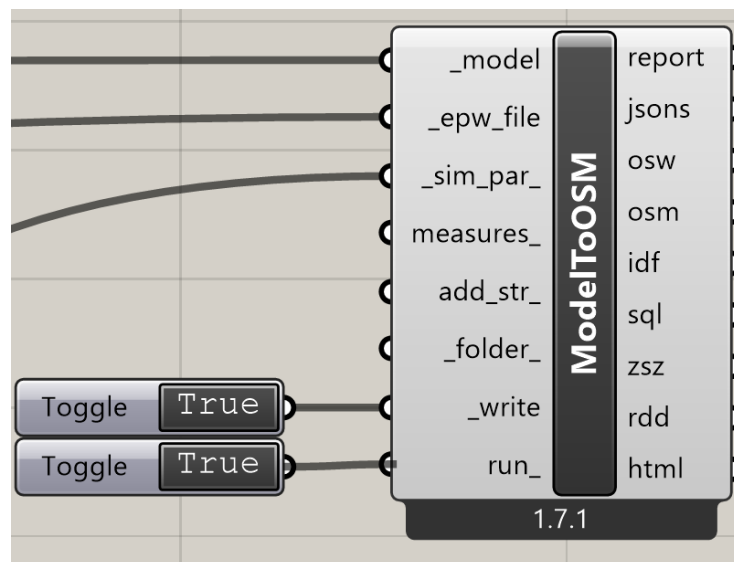 _model
_epw_file
_sim_par_
measures_
add_str_
_folder_
_write
run_
ModelToOSM
report
jsons
osw
osm
idf
sql
zsz
rdd
html
Toggle True
Toggle True
1.7.1